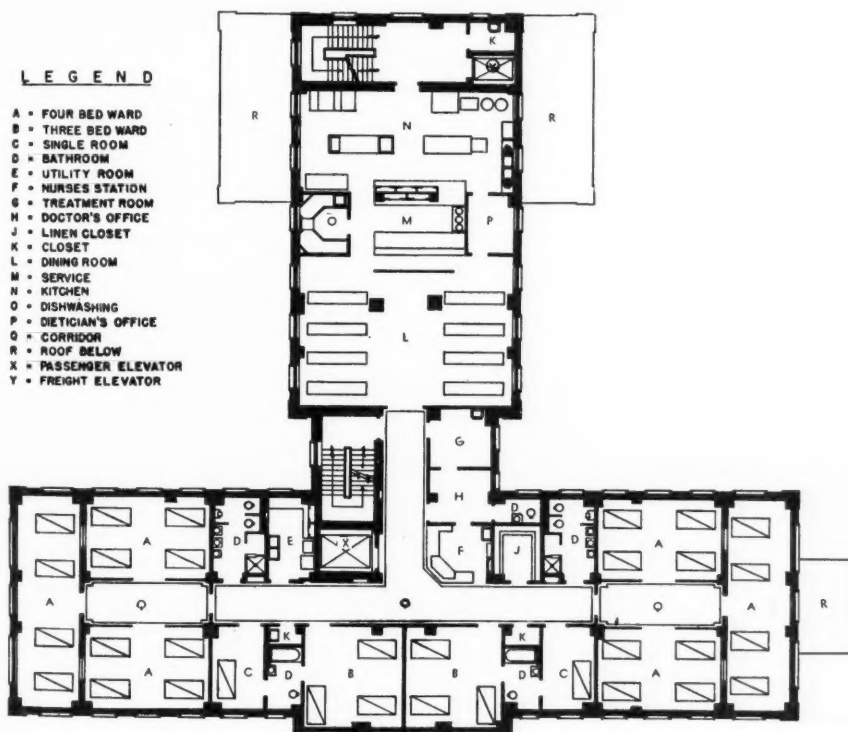 LEGEND
A = FOUR BED WARD
B = THREE BED WARD
C = SINGLE ROOM
D = BATHROOM
E = UTILITY ROOM
F = NURSES STATION
G = TREATMENT ROOM
H = DOCTOR'S OFFICE
J = LINEN CLOSET
K = CLOSET
L = DINING ROOM
M = SERVICE
N = KITCHEN
O = DISHWASHING
P = DIETICIAN'S OFFICE
Q = CORRIDOR
R = ROOF BELOW
X = PASSENGER ELEVATOR
Y = FREIGHT ELEVATOR
K
R N R
O M P
L
G
H
D
A D E X F J D A
A Q Q A R
K K
A C D B B D C A